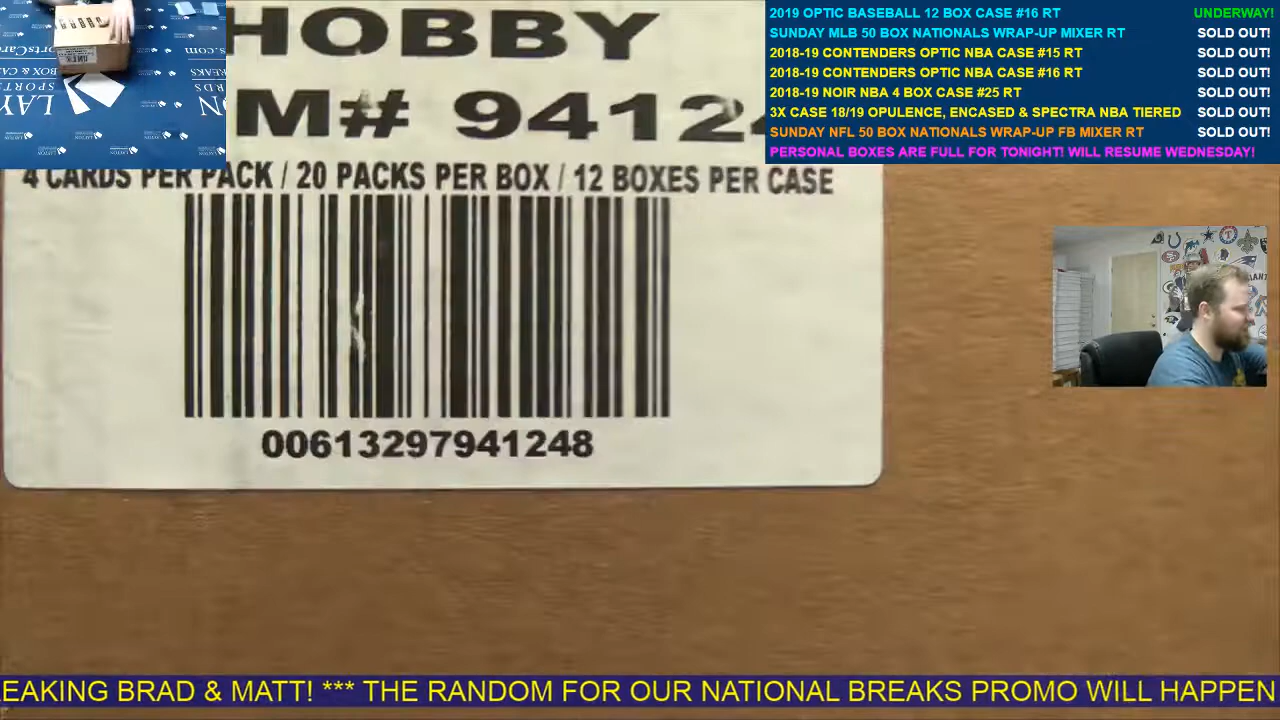 HOBBY
M# 9412
4 CARDS PER PACK / 20 PACKS PER BOX / 12 BOXES PER CASE
00613297941248
2019 OPTIC BASEBALL 12 BOX CASE #16 RT UNDERWAY!
SUNDAY MLB 50 BOX NATIONALS WRAP-UP MIXER RT SOLD OUT!
2018-19 CONTENDERS OPTIC NBA CASE #15 RT SOLD OUT!
2018-19 CONTENDERS OPTIC NBA CASE #16 RT SOLD OUT!
2018-19 NOIR NBA 4 BOX CASE #25 RT SOLD OUT!
3X CASE 18/19 OPULENCE, ENCASED & SPECTRA NBA TIERED SOLD OUT!
SUNDAY NFL 50 BOX NATIONALS WRAP-UP FB MIXER RT SOLD OUT!
PERSONAL BOXES ARE FULL FOR TONIGHT! WILL RESUME WEDNESDAY!
EAKING BRAD & MATT! *** THE RANDOM FOR OUR NATIONAL BREAKS PROMO WILL HAPPEN